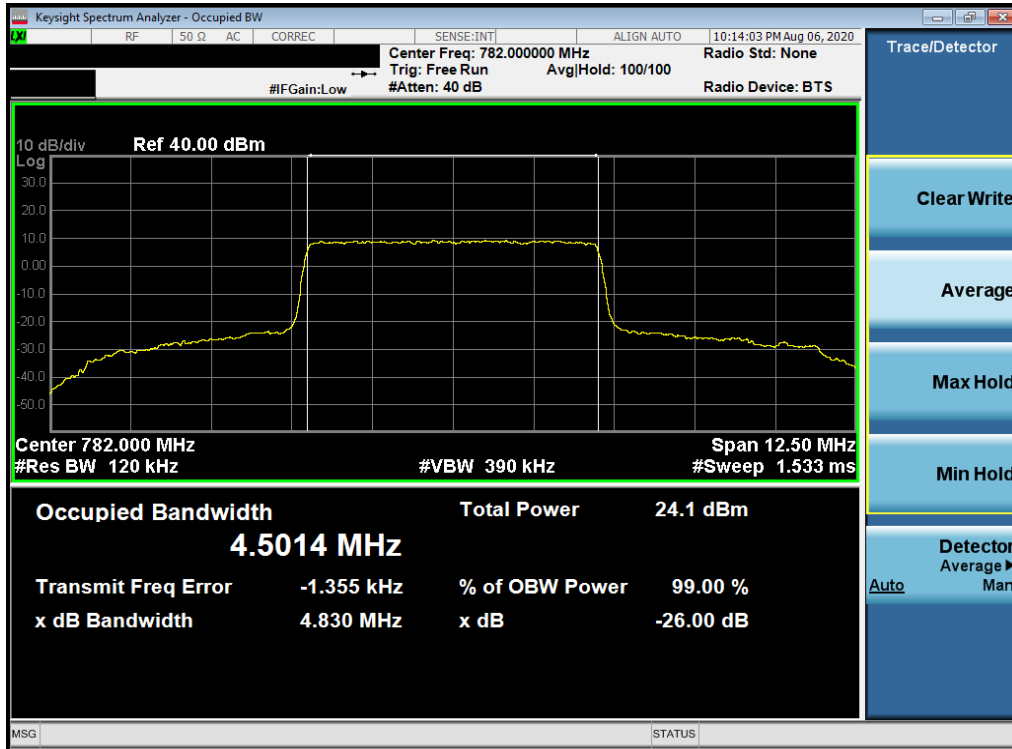 Keysight Spectrum Analyzer - Occupied BW
LXI RF 50 Ω AC CORREC SENSE:INT ALIGN AUTO 10:14:03 PM Aug 06, 2020
Center Freq: 782.000000 MHz Radio Std: None
Trig: Free Run Avg|Hold: 100/100
#IFGain:Low #Atten: 40 dB Radio Device: BTS
Trace/Detector
10 dB/div Ref 40.00 dBm
Log
30.0
20.0
10.0
0.00
-10.0
-20.0
-30.0
-40.0
-50.0
Center 782.000 MHz Span 12.50 MHz
#Res BW 120 kHz #VBW 390 kHz #Sweep 1.533 ms
Occupied Bandwidth Total Power 24.1 dBm
4.5014 MHz
Transmit Freq Error -1.355 kHz % of OBW Power 99.00 %
x dB Bandwidth 4.830 MHz x dB -26.00 dB
Clear Write
Average
Max Hold
Min Hold
Detector
Average
Auto Man
MSG STATUS